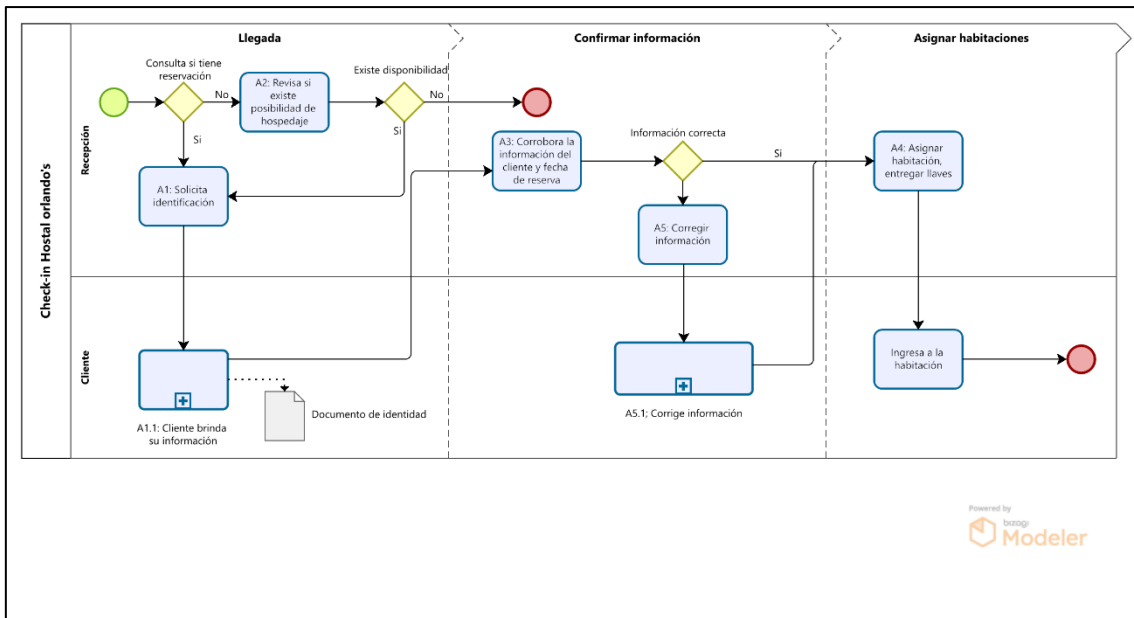 Check-in Hostal orlando's
Llegada
Confirmar información
Asignar habitaciones
Recepción
Consulta si tiene
reservación
No
Si
A2: Revisa si
existe
posibilidad de
hospedaje
Existe disponibilidad
No
Si
A1: Solicita
identificación
A3: Corrobora la
información del
cliente y fecha
de reserva
Información correcta
Si
A4: Asignar
habitación,
entregar llaves
A5: Corregir
información
Cliente
A1.1: Cliente brinda
su información
Documento de identidad
A5.1; Corrige información
Ingresa a la
habitación
Powered by
bizagi
Modeler